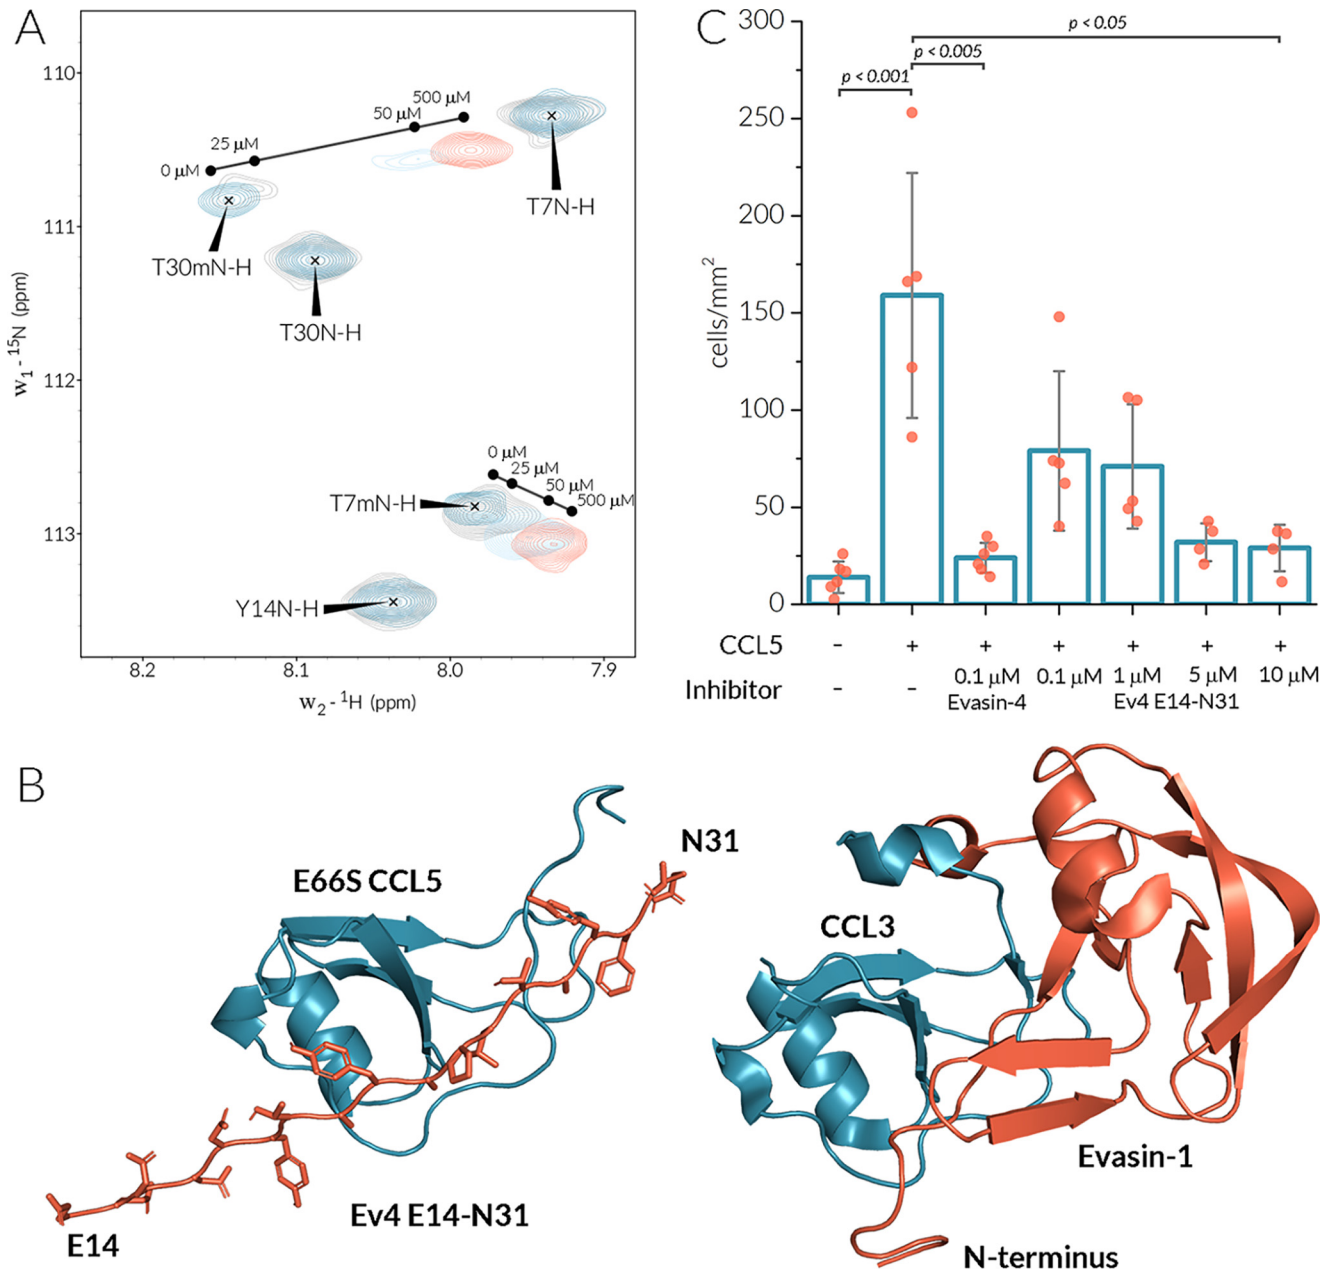 A
110
111
112
113
w1 - 15N (ppm)
0 μM
25 μM
50 μM
500 μM
T7N-H
T30mN-H
T30N-H
0 μM
25 μM
50 μM
500 μM
T7mN-H
Y14N-H
8.2
8.1
8.0
7.9
w2 - 1H (ppm)
C
300
250
200
150
100
50
0
cells/mm2
p < 0.05
p < 0.005
p < 0.001
CCL5
- + + + + + +
Inhibitor
- - 0.1 μM 0.1 μM 1 μM 5 μM 10 μM
Evasin-4 Ev4 E14-N31
B
E66S CCL5
N31
E14
Ev4 E14-N31
CCL3
Evasin-1
N-terminus